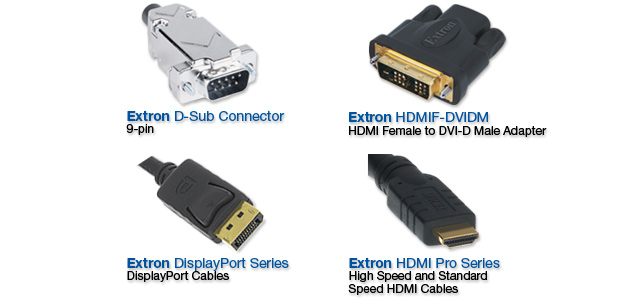 Extron
Extron D-Sub Connector
9-pin
Extron HDMIF-DVIDM
HDMI Female to DVI-D Male Adapter
Extron DisplayPort Series
DisplayPort Cables
Extron HDMI Pro Series
High Speed and Standard
Speed HDMI Cables